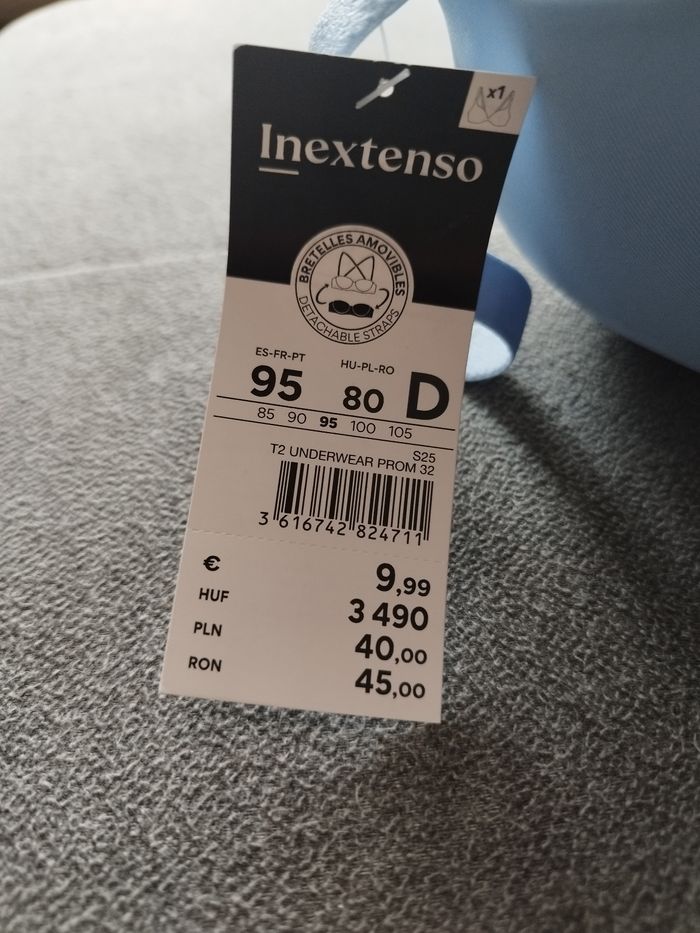 x1
Inextenso
BRETELLES AMOVIBLES
DETACHABLE STRAPS
ES-FR-PT HU-PL-RO
95 80 D
85 90 95 100 105
S25
T2 UNDERWEAR PROM 32
3 616742 824711
€ 9,99
HUF 3 490
PLN 40,00
RON 45,00